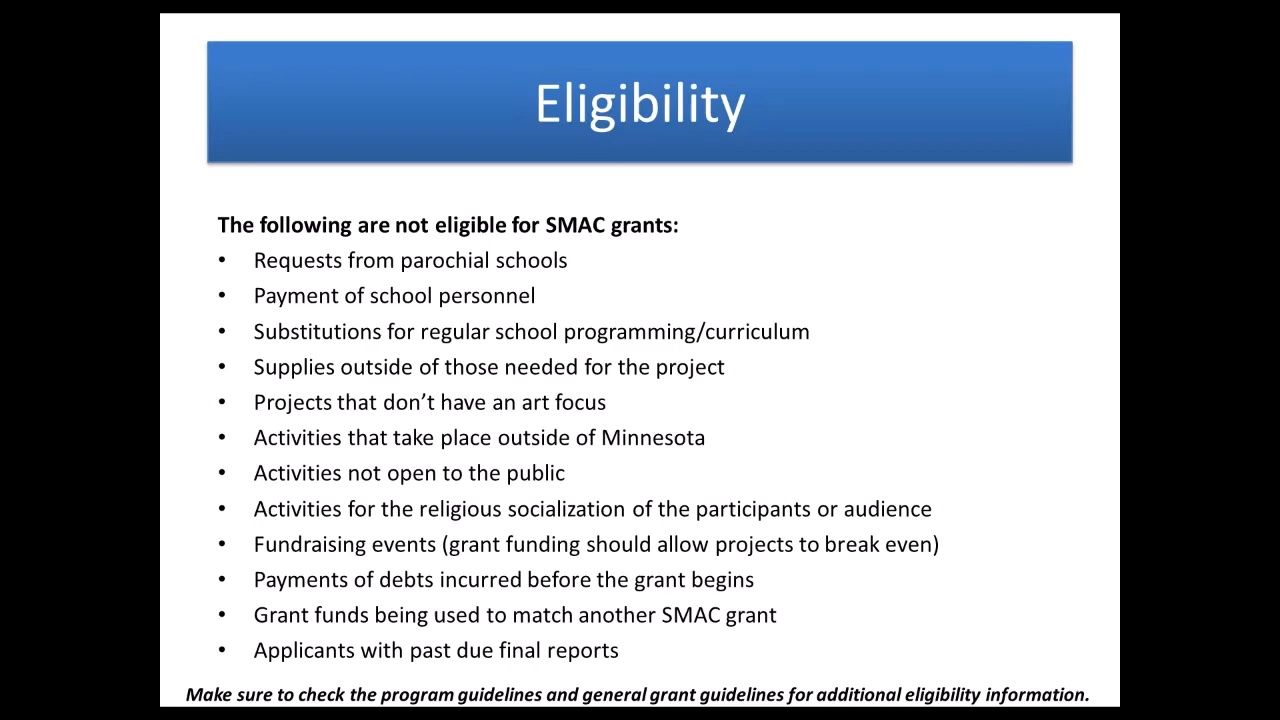 Eligibility
The following are not eligible for SMAC grants:
• Requests from parochial schools
• Payment of school personnel
• Substitutions for regular school programming/curriculum
• Supplies outside of those needed for the project
• Projects that don’t have an art focus
• Activities that take place outside of Minnesota
• Activities not open to the public
• Activities for the religious socialization of the participants or audience
• Fundraising events (grant funding should allow projects to break even)
• Payments of debts incurred before the grant begins
• Grant funds being used to match another SMAC grant
• Applicants with past due final reports
Make sure to check the program guidelines and general grant guidelines for additional eligibility information.